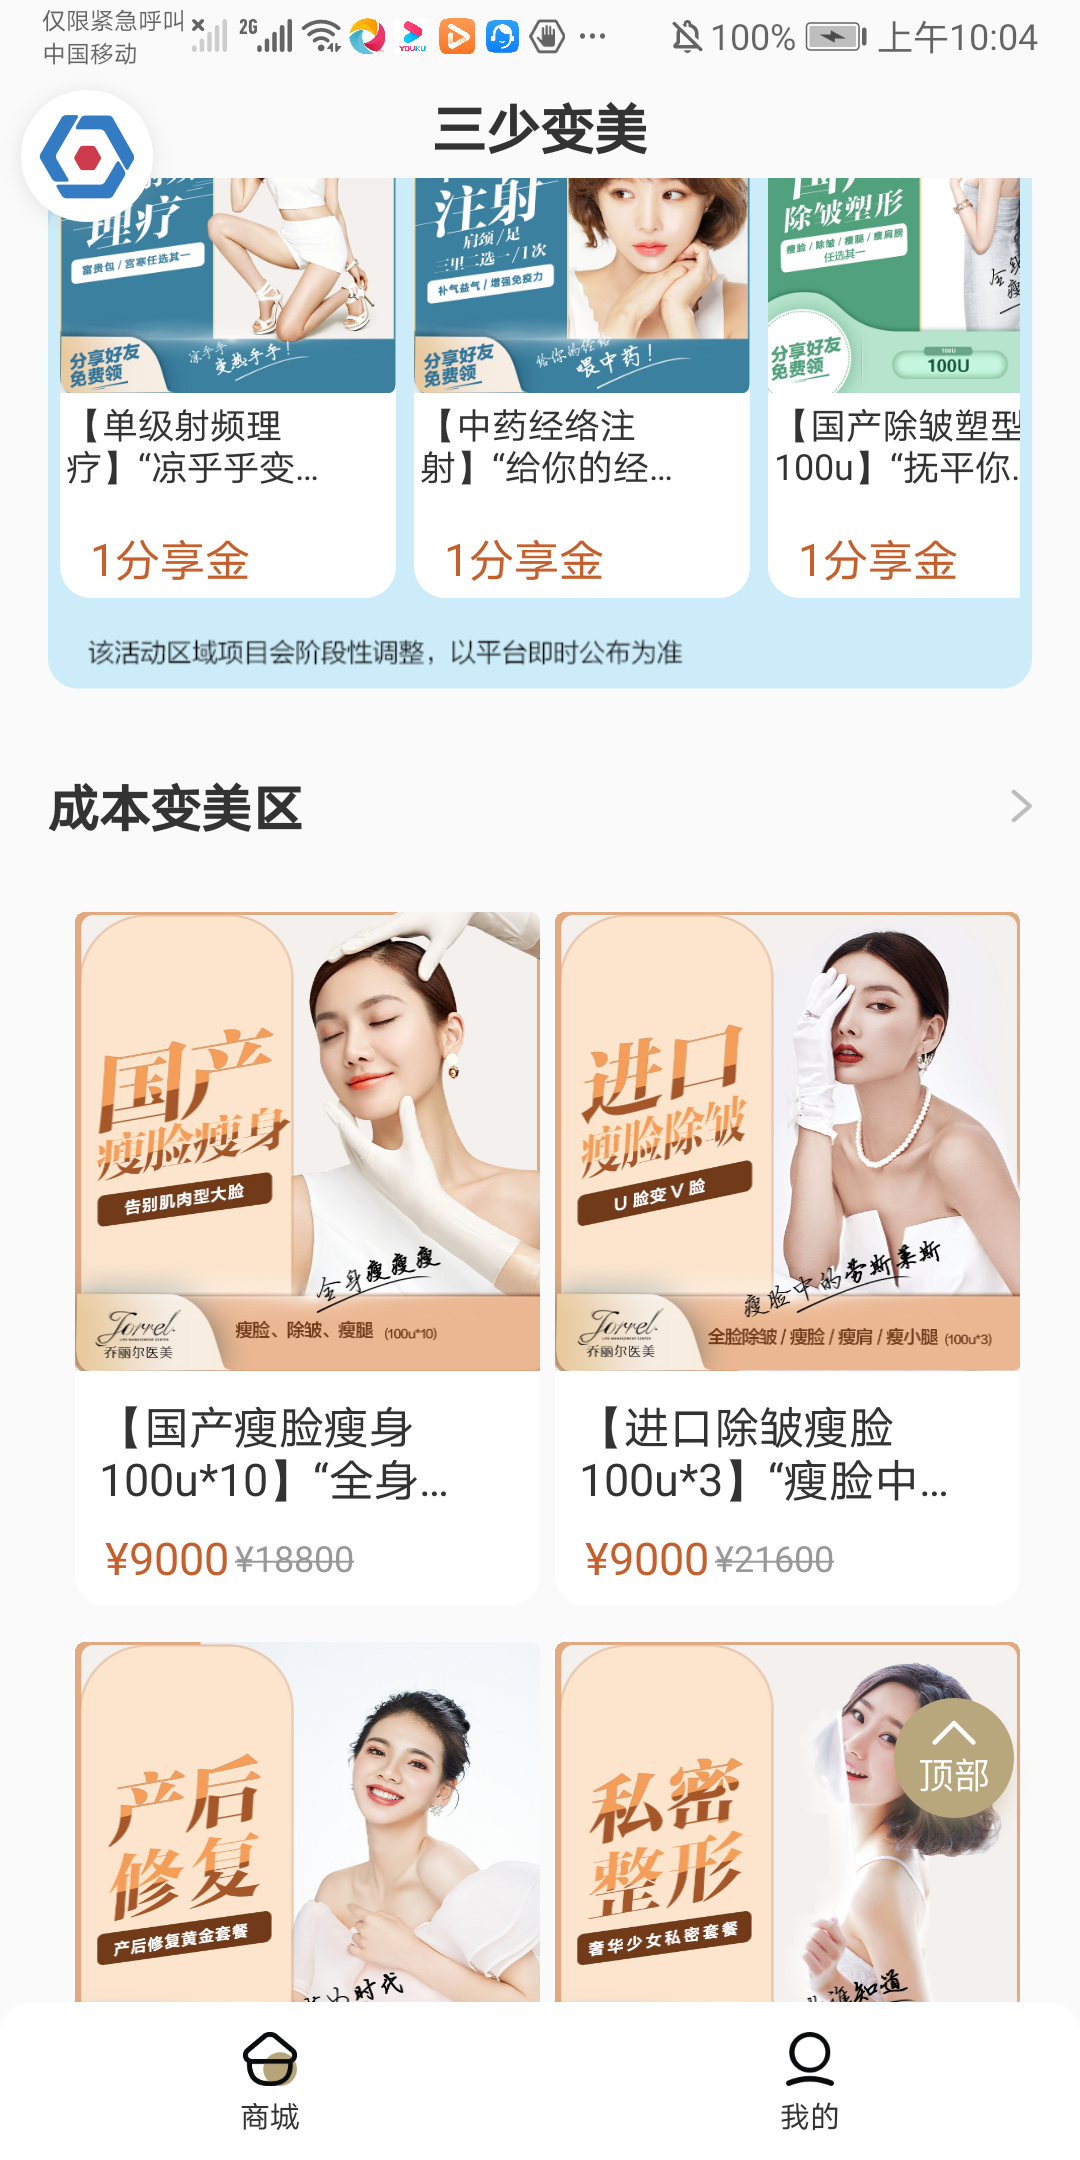 仅限紧急呼叫
中国移动
2G
YOUKU
100%
上午10:04
三少变美
理疗
富贵包 / 宫寒任选其一
凉乎乎
变热乎乎!
分享好友
免费领
注射
肩颈/足
三里二选一/1次
补气益气 / 增强免疫力
给你的经络
喂中药!
分享好友
免费领
除皱塑形
瘦脸 / 除皱 / 瘦腿 / 瘦肩膀
任选其一
分享好友
免费领
100U
100U
【单级射频理
疗】“凉乎乎变...
1分享金
【中药经络注
射】“给你的经...
1分享金
【国产除皱塑型
100u】“抚平你.
1分享金
该活动区域项目会阶段性调整，以平台即时公布为准
成本变美区
国产
瘦脸瘦身
告别肌肉型大脸
全身瘦瘦瘦
Jorrel
LIFE MANAGEMENT CENTER
乔丽尔医美
瘦脸、除皱、瘦腿 (100u*10)
进口
瘦脸除皱
U 脸变 V 脸
瘦脸中的劳斯莱斯
Jorrel
LIFE MANAGEMENT CENTER
乔丽尔医美
全脸除皱 / 瘦脸 / 瘦肩 / 瘦小腿 (100u*3)
【国产瘦脸瘦身
100u*10】“全身...
¥9000 ¥18800
【进口除皱瘦脸
100u*3】“瘦脸中...
¥9000 ¥21600
产后
修复
产后修复黄金套餐
时代
私密
整形
奢华少女私密套餐
谁知道
顶部
商城
我的